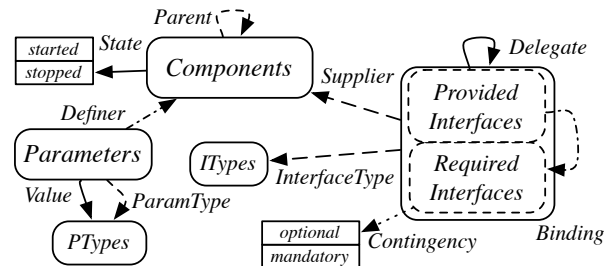 Parent
started
stopped
State
Components
Delegate
Supplier
Provided
Interfaces
Definer
Parameters
ITypes
InterfaceType
Required
Interfaces
Value
ParamType
PTypes
optional
mandatory
Contingency
Binding